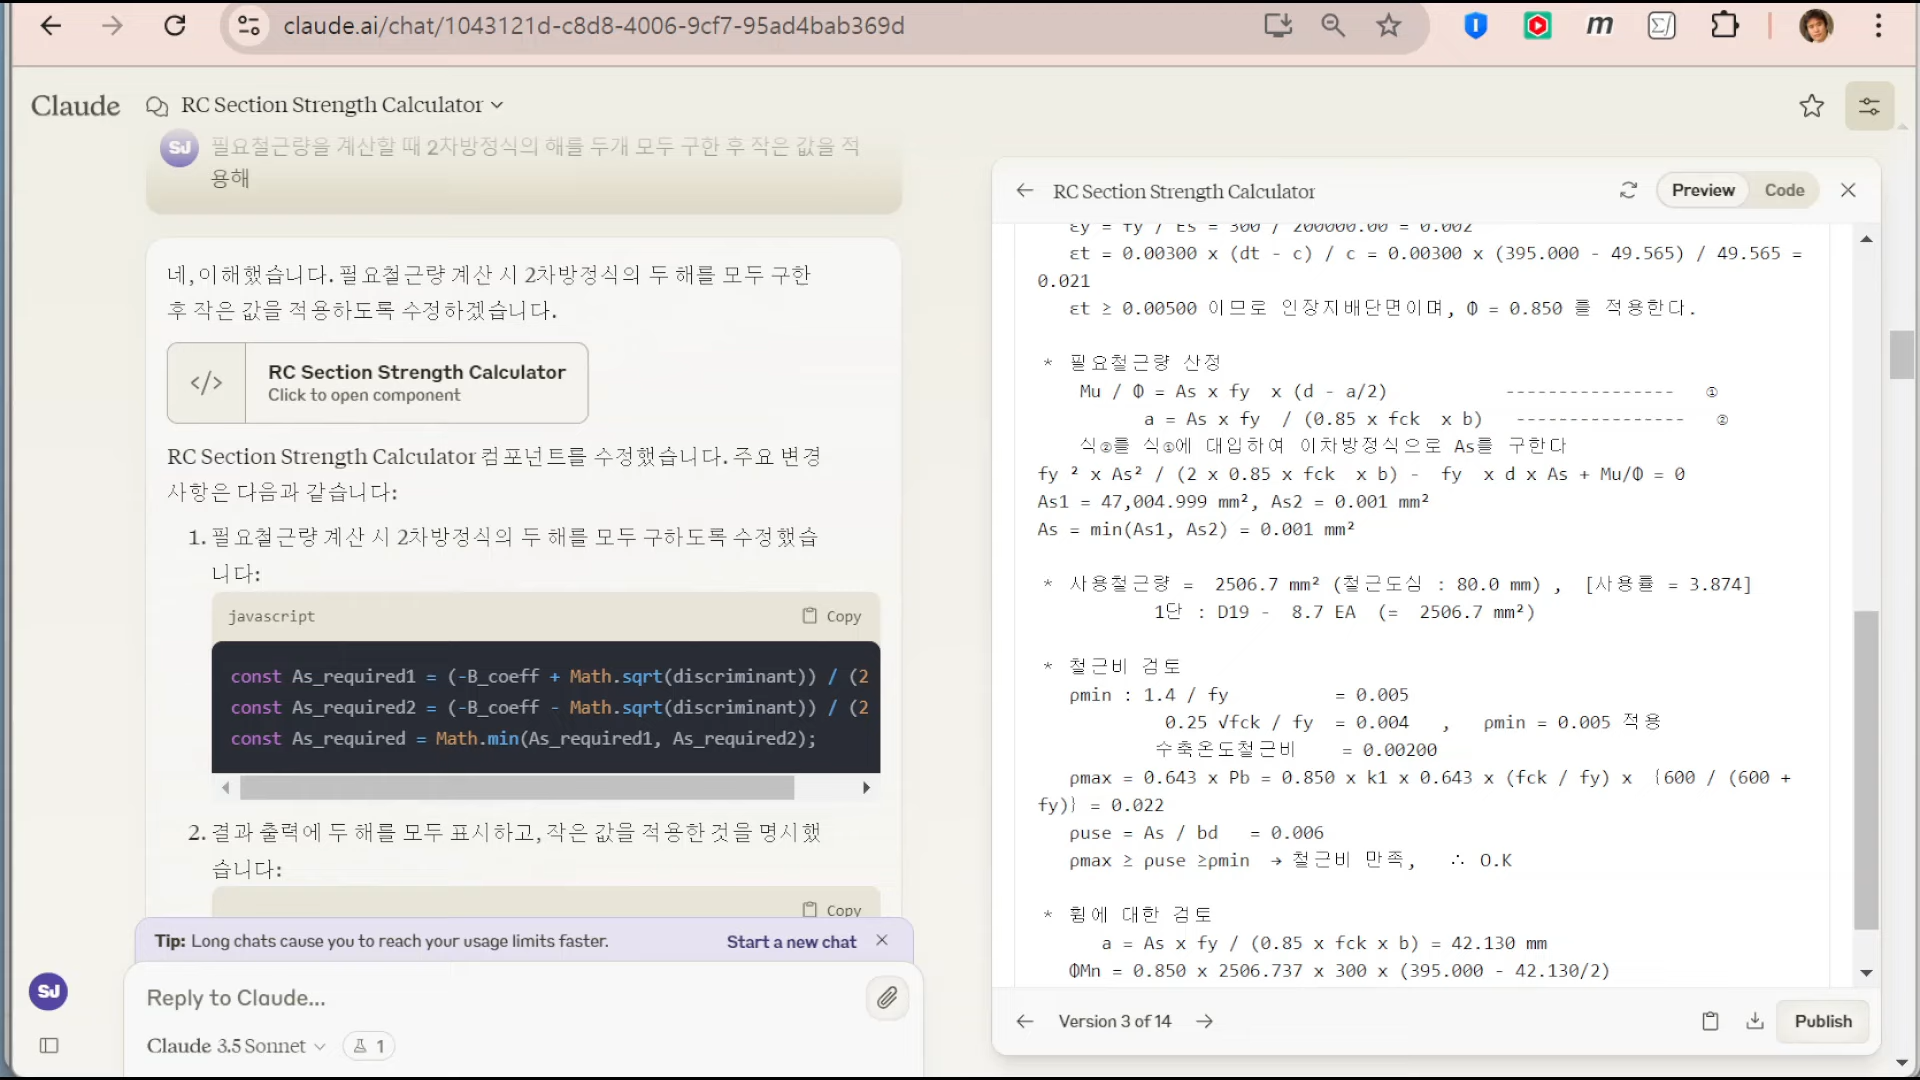 claude.ai/chat/1043121d-c8d8-4006-9cf7-95ad4bab369d
Claude
RC Section Strength Calculator
SJ
필요철근량을 계산할 때 2차방정식의 해를 두개 모두 구한 후 작은 값을 적
용해
네, 이해했습니다. 필요철근량 계산 시 2차방정식의 두 해를 모두 구한
후 작은 값을 적용하도록 수정하겠습니다.
</>
RC Section Strength Calculator
Click to open component
RC Section Strength Calculator 컴포넌트를 수정했습니다. 주요 변경
사항은 다음과 같습니다:
1. 필요철근량 계산 시 2차방정식의 두 해를 모두 구하도록 수정했습
니다:
javascript
Copy
const As_required1 = (-B_coeff + Math.sqrt(discriminant)) / (2
const As_required2 = (-B_coeff - Math.sqrt(discriminant)) / (2
const As_required = Math.min(As_required1, As_required2);
2. 결과 출력에 두 해를 모두 표시하고, 작은 값을 적용한 것을 명시했
습니다:
Copy
Tip: Long chats cause you to reach your usage limits faster.
Start a new chat
SJ
Reply to Claude...
Claude 3.5 Sonnet
1
RC Section Strength Calculator
Preview
Code
εy = fy / Es = 300 / 200000.00 = 0.002
εt = 0.00300 x (dt - c) / c = 0.00300 x (395.000 - 49.565) / 49.565 =
0.021
εt ≥ 0.00500 이므로 인장지배단면이며, Φ = 0.850 를 적용한다.
* 필요철근량 산정
Mu / Φ = As x fy x (d - a/2) ---------------- ①
a = As x fy / (0.85 x fck x b) ---------------- ②
식②를 식①에 대입하여 이차방정식으로 As를 구한다
fy ² x As² / (2 x 0.85 x fck x b) - fy x d x As + Mu/Φ = 0
As1 = 47,004.999 mm², As2 = 0.001 mm²
As = min(As1, As2) = 0.001 mm²
* 사용철근량 = 2506.7 mm² (철근도심 : 80.0 mm) , [사용률 = 3.874]
1단 : D19 - 8.7 EA (= 2506.7 mm²)
* 철근비 검토
ρmin : 1.4 / fy = 0.005
0.25 √fck / fy = 0.004 , ρmin = 0.005 적용
수축온도철근비 = 0.00200
ρmax = 0.643 x Pb = 0.850 x k1 x 0.643 x (fck / fy) x {600 / (600 +
fy)} = 0.022
ρuse = As / bd = 0.006
ρmax ≥ ρuse ≥ρmin → 철근비 만족, ∴ O.K
* 휨에 대한 검토
a = As x fy / (0.85 x fck x b) = 42.130 mm
ΦMn = 0.850 x 2506.737 x 300 x (395.000 - 42.130/2)
Version 3 of 14
Publish